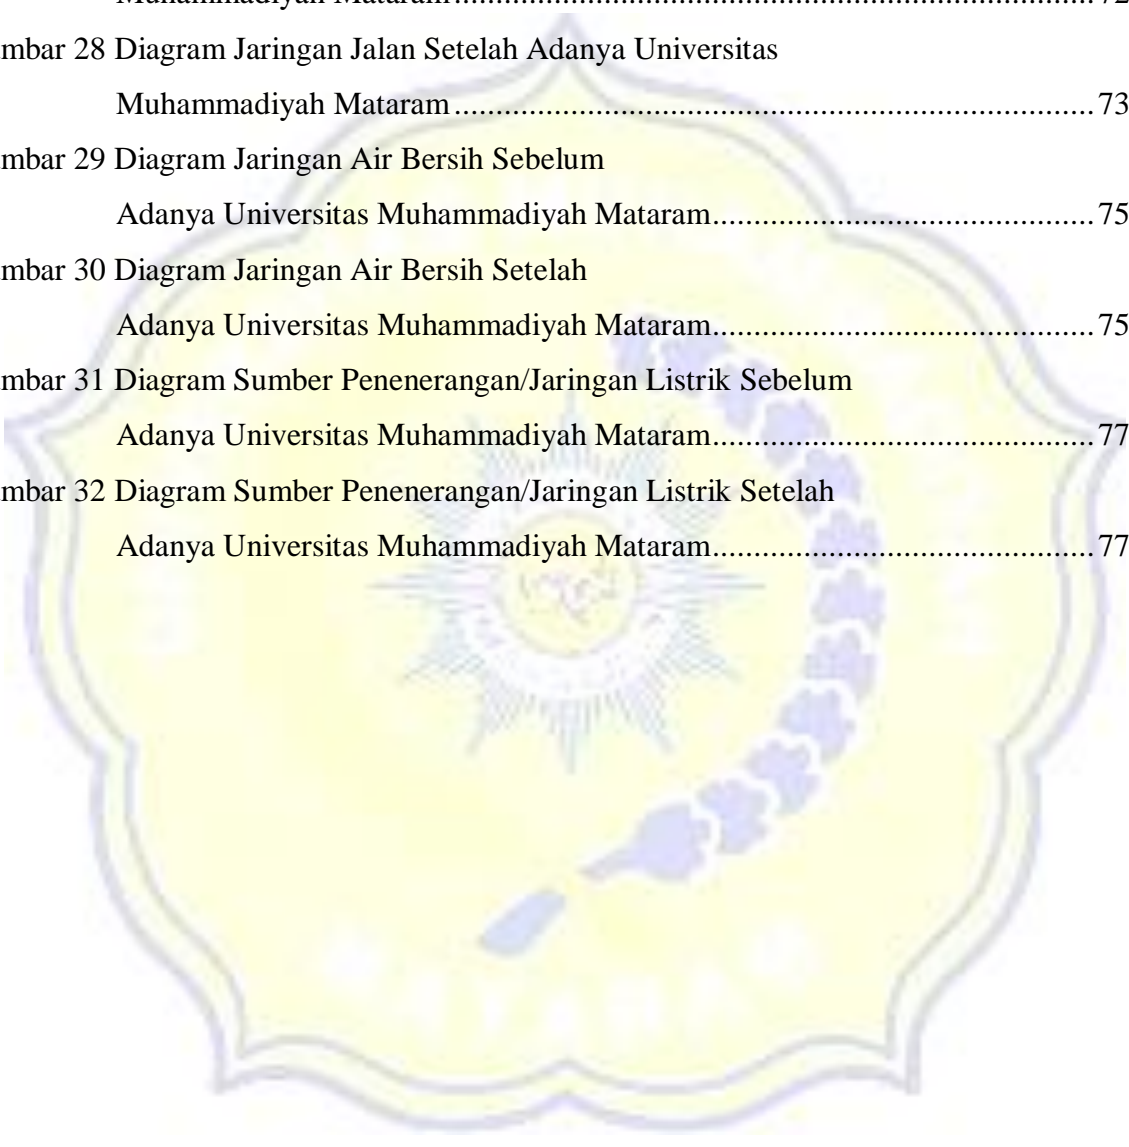 Muhammadiyah Mataram........................................................................72
mbar 28 Diagram Jaringan Jalan Setelah Adanya Universitas
Muhammadiyah Mataram........................................................................73
mbar 29 Diagram Jaringan Air Bersih Sebelum
Adanya Universitas Muhammadiyah Mataram...........................................75
mbar 30 Diagram Jaringan Air Bersih Setelah
Adanya Universitas Muhammadiyah Mataram...........................................75
mbar 31 Diagram Sumber Penenerangan/Jaringan Listrik Sebelum
Adanya Universitas Muhammadiyah Mataram...........................................77
mbar 32 Diagram Sumber Penenerangan/Jaringan Listrik Setelah
Adanya Universitas Muhammadiyah Mataram...........................................77